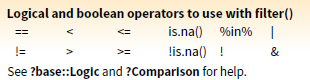 Logical and boolean operators to use with filter()
== < <= is.na() %in% |
!= > >= !is.na() ! &
See ?base::Logic and ?Comparison for help.